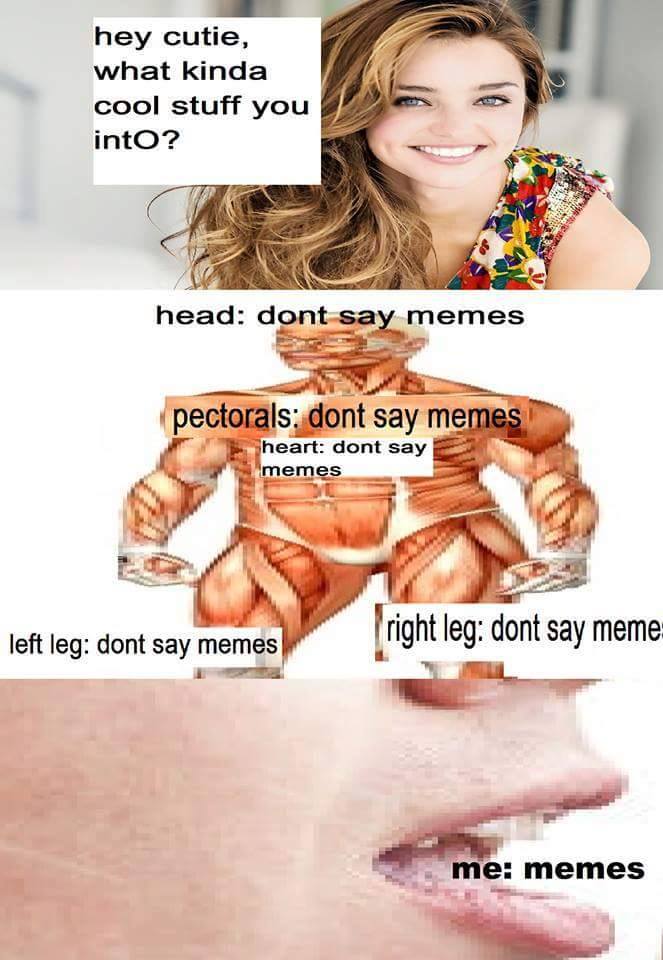 hey cutie,
what kinda
cool stuff you
intO?
head: dont say memes
pectorals: dont say memes
heart: dont say
memes
left leg: dont say memes
right leg: dont say meme
me: memes